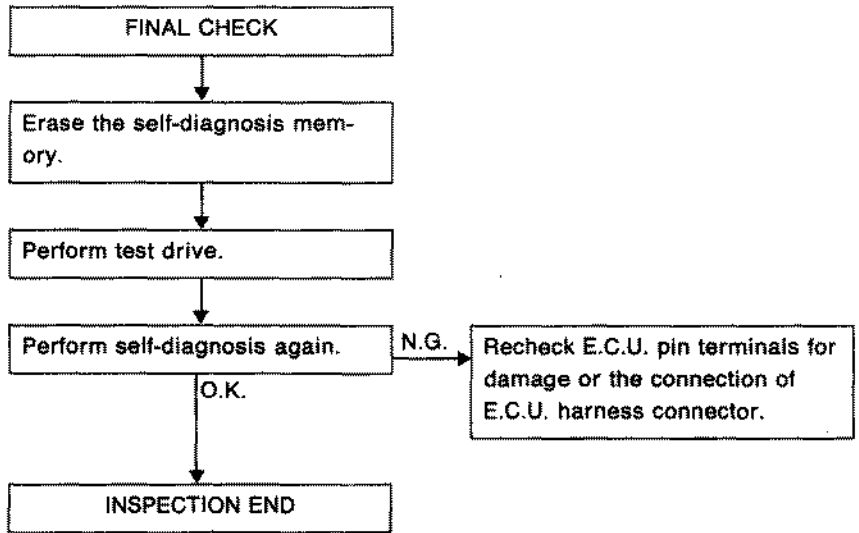 FINAL CHECK
Erase the self-diagnosis mem-
ory.
Perform test drive.
Perform self-diagnosis again.
N.G.
Recheck E.C.U. pin terminals for
damage or the connection of
E.C.U. harness connector.
O.K.
INSPECTION END